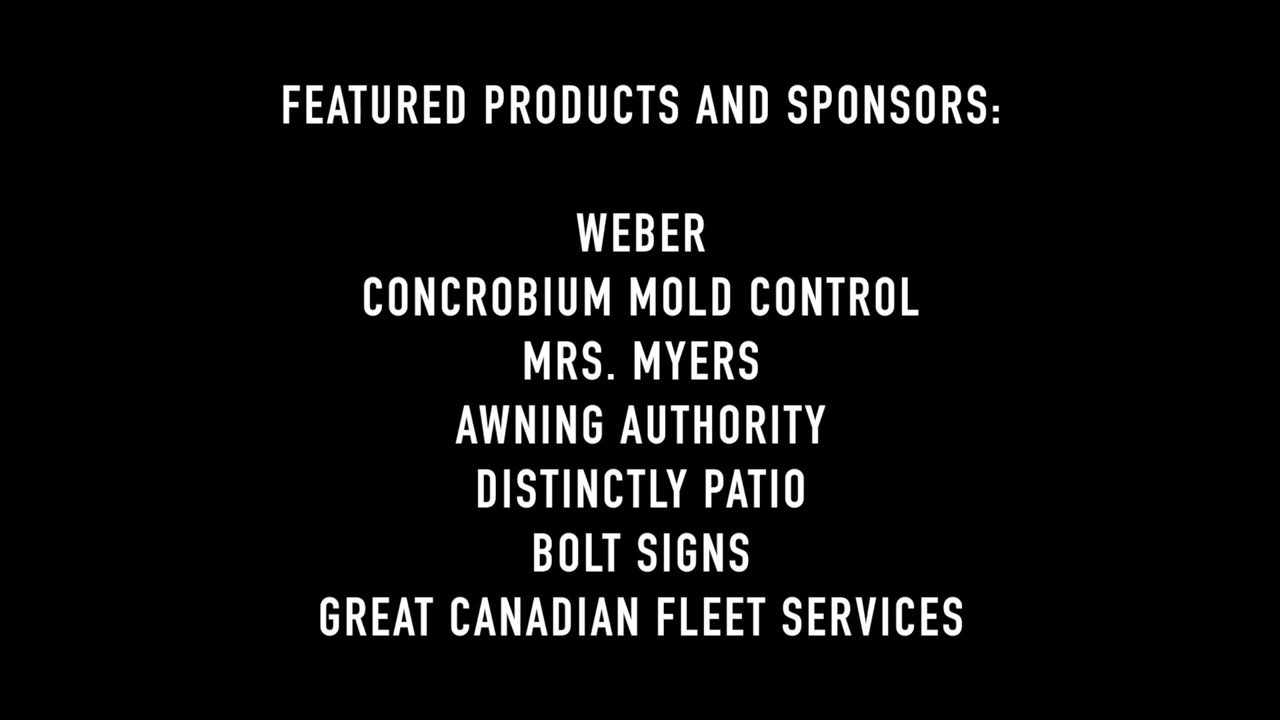 FEATURED PRODUCTS AND SPONSORS:
WEBER
CONCROBIUM MOLD CONTROL
MRS. MYERS
AWNING AUTHORITY
DISTINCTLY PATIO
BOLT SIGNS
GREAT CANADIAN FLEET SERVICES